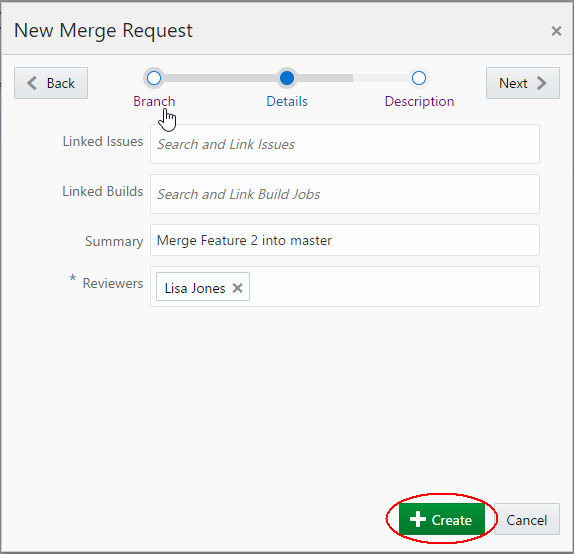 New Merge Request
Back
Next
Branch
Details
Description
Linked Issues
Search and Link Issues
Linked Builds
Search and Link Build Jobs
Summary
Merge Feature 2 into master
* Reviewers
Lisa Jones
Create
Cancel